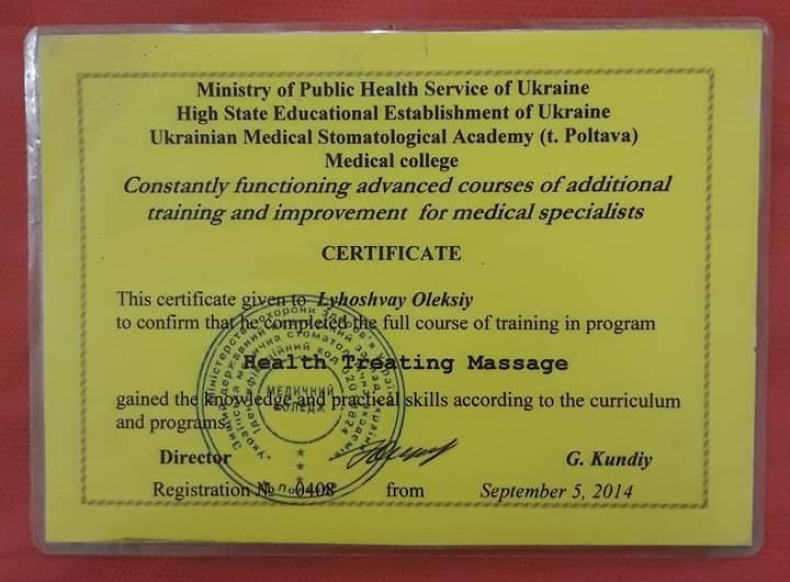 Ministry of Public Health Service of Ukraine
High State Educational Establishment of Ukraine
Ukrainian Medical Stomatological Academy (t. Poltava)
Medical college
Constantly functioning advanced courses of additional
training and improvement for medical specialists
CERTIFICATE
This certificate given to Lyhoshvay Oleksiy
to confirm that he completed the full course of training in program
Health Treating Massage
gained the knowledge and practical skills according to the curriculum
and programs.
МЕДИЧНИЙ
КОЛЕДЖ
Director G. Kundiy
Registration № 0408 from September 5, 2014